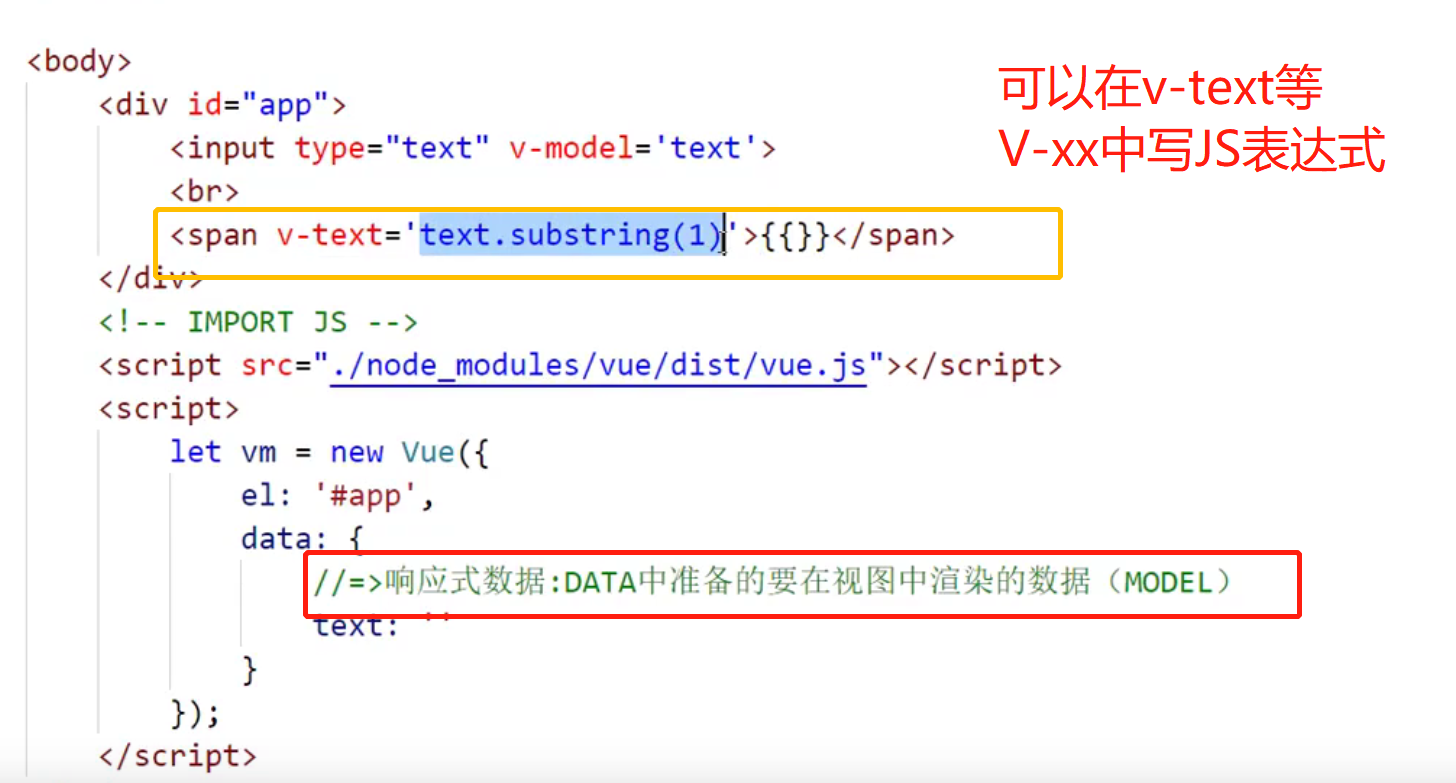 <body>
<div id="app">
<input type="text" v-model='text'>
<br>
<span v-text='text.substring(1)'>{{}}</span>
</div>
<!-- IMPORT JS -->
<script src="./node_modules/vue/dist/vue.js"></script>
<script>
let vm = new Vue({
el: '#app',
data: {
//=>响应式数据:DATA中准备的要在视图中渲染的数据（MODEL）
text: ''
}
});
</script>
可以在v-text等
V-xx中写JS表达式